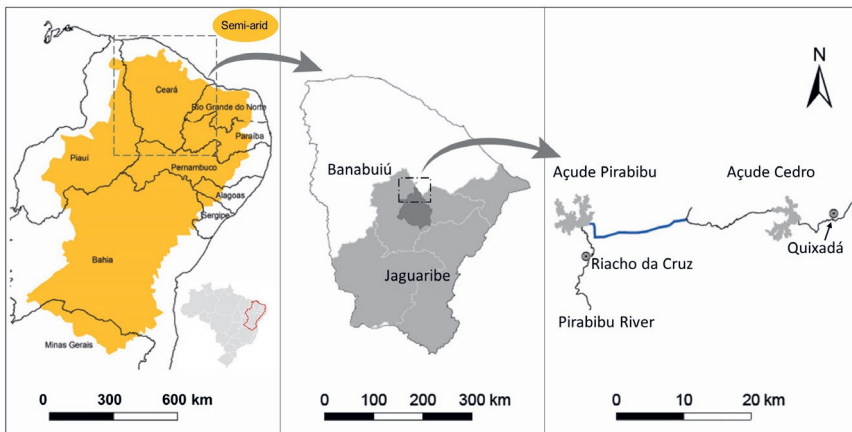 Semi-arid
Ceará
Rio Grande do Norte
Paraíba
Piauí
Pernambuco
Alagoas
Sergipe
Bahia
Minas Gerais
0 300 600 km
Banabuiú
Jaguaribe
0 100 200 300 km
N
Açude Pirabibu
Açude Cedro
Quixadá
Riacho da Cruz
Pirabibu River
0 10 20 km